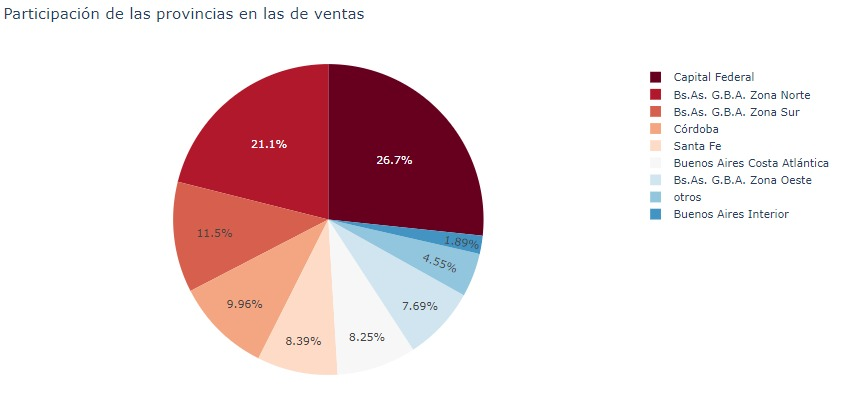 Participación de las provincias en las de ventas
26.7%
21.1%
11.5%
9.96%
8.39%
8.25%
7.69%
4.55%
1.89%
Capital Federal
Bs.As. G.B.A. Zona Norte
Bs.As. G.B.A. Zona Sur
Córdoba
Santa Fe
Buenos Aires Costa Atlántica
Bs.As. G.B.A. Zona Oeste
otros
Buenos Aires Interior